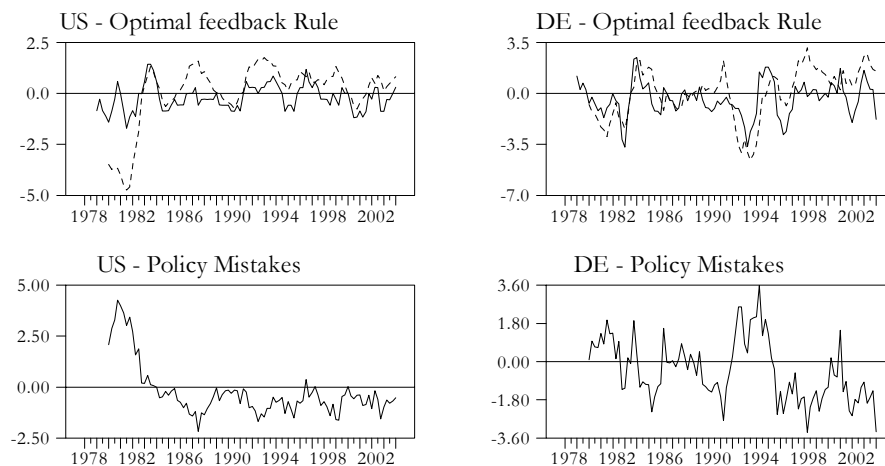 US - Optimal feedback Rule
2.5
0.0
-2.5
-5.0
1978 1982 1986 1990 1994 1998 2002
DE - Optimal feedback Rule
3.5
0.0
-3.5
-7.0
1978 1982 1986 1990 1994 1998 2002
US - Policy Mistakes
5.00
2.50
0.00
-2.50
1978 1982 1986 1990 1994 1998 2002
DE - Policy Mistakes
3.60
1.80
0.00
-1.80
-3.60
1978 1982 1986 1990 1994 1998 2002